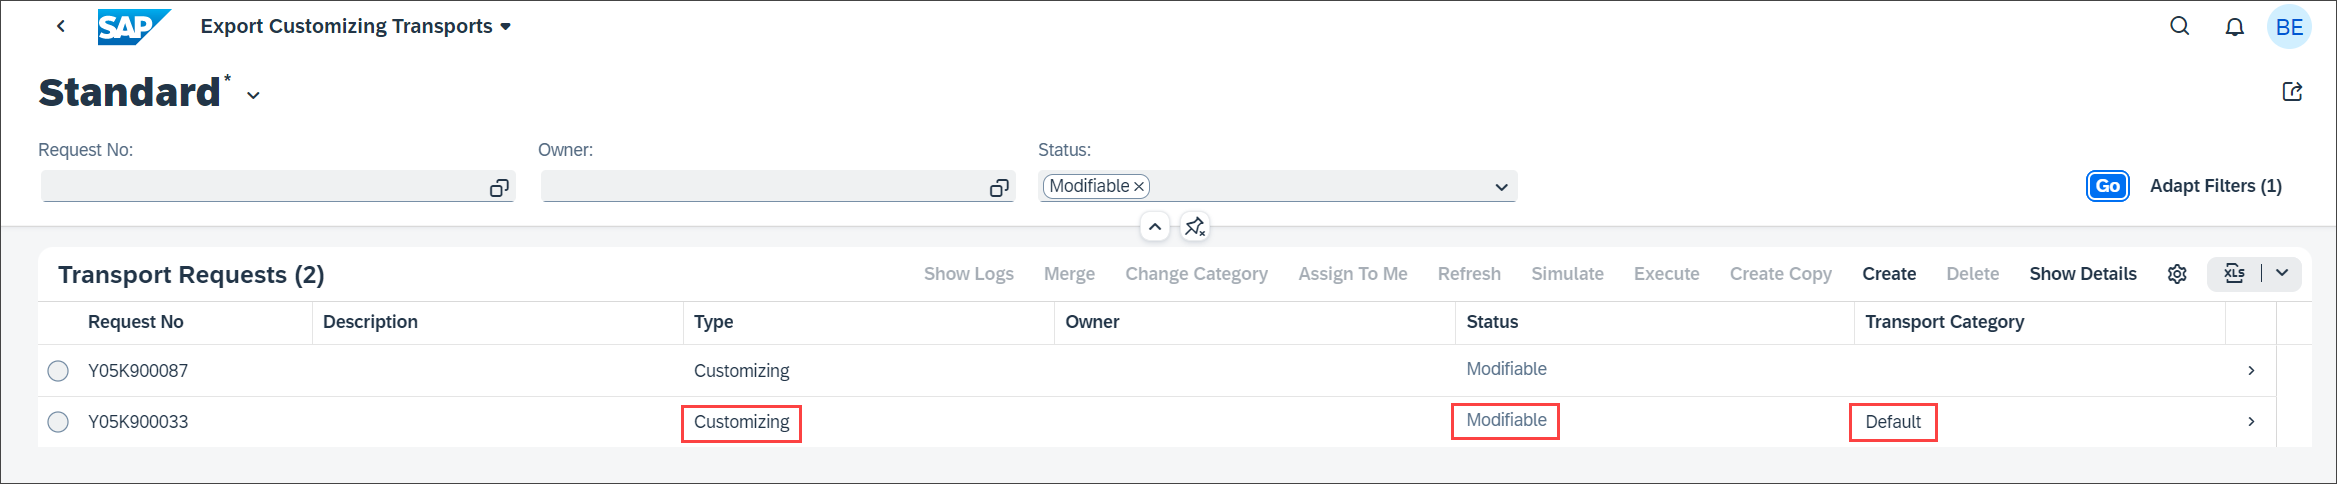 SAP Export Customizing Transports BE
Standard*
Request No: Owner: Status:
Modifiable Go Adapt Filters (1)
Transport Requests (2) Show Logs Merge Change Category Assign To Me Refresh Simulate Execute Create Copy Create Delete Show Details XLS
Request No Description Type Owner Status Transport Category
Y05K900087 Customizing Modifiable
Y05K900033 Customizing Modifiable Default